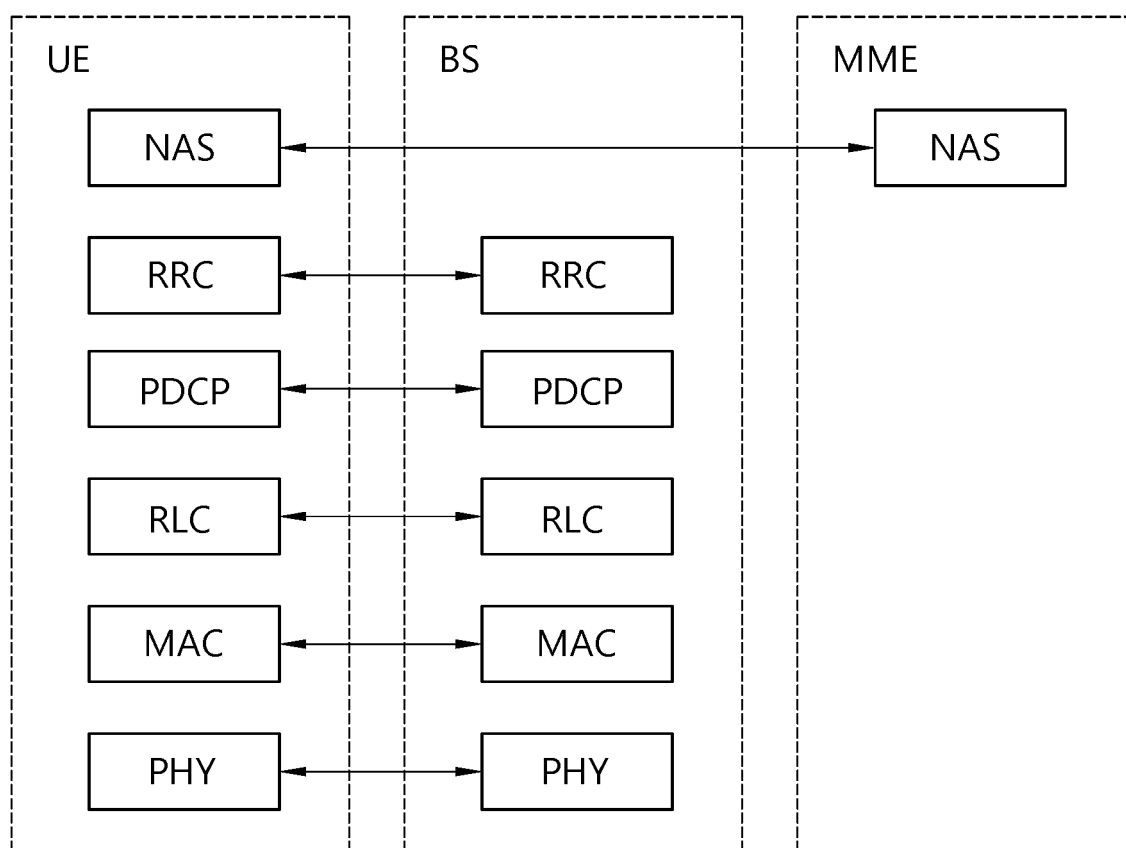 UE BS MME
NAS NAS
RRC RRC
PDCP PDCP
RLC RLC
MAC MAC
PHY PHY